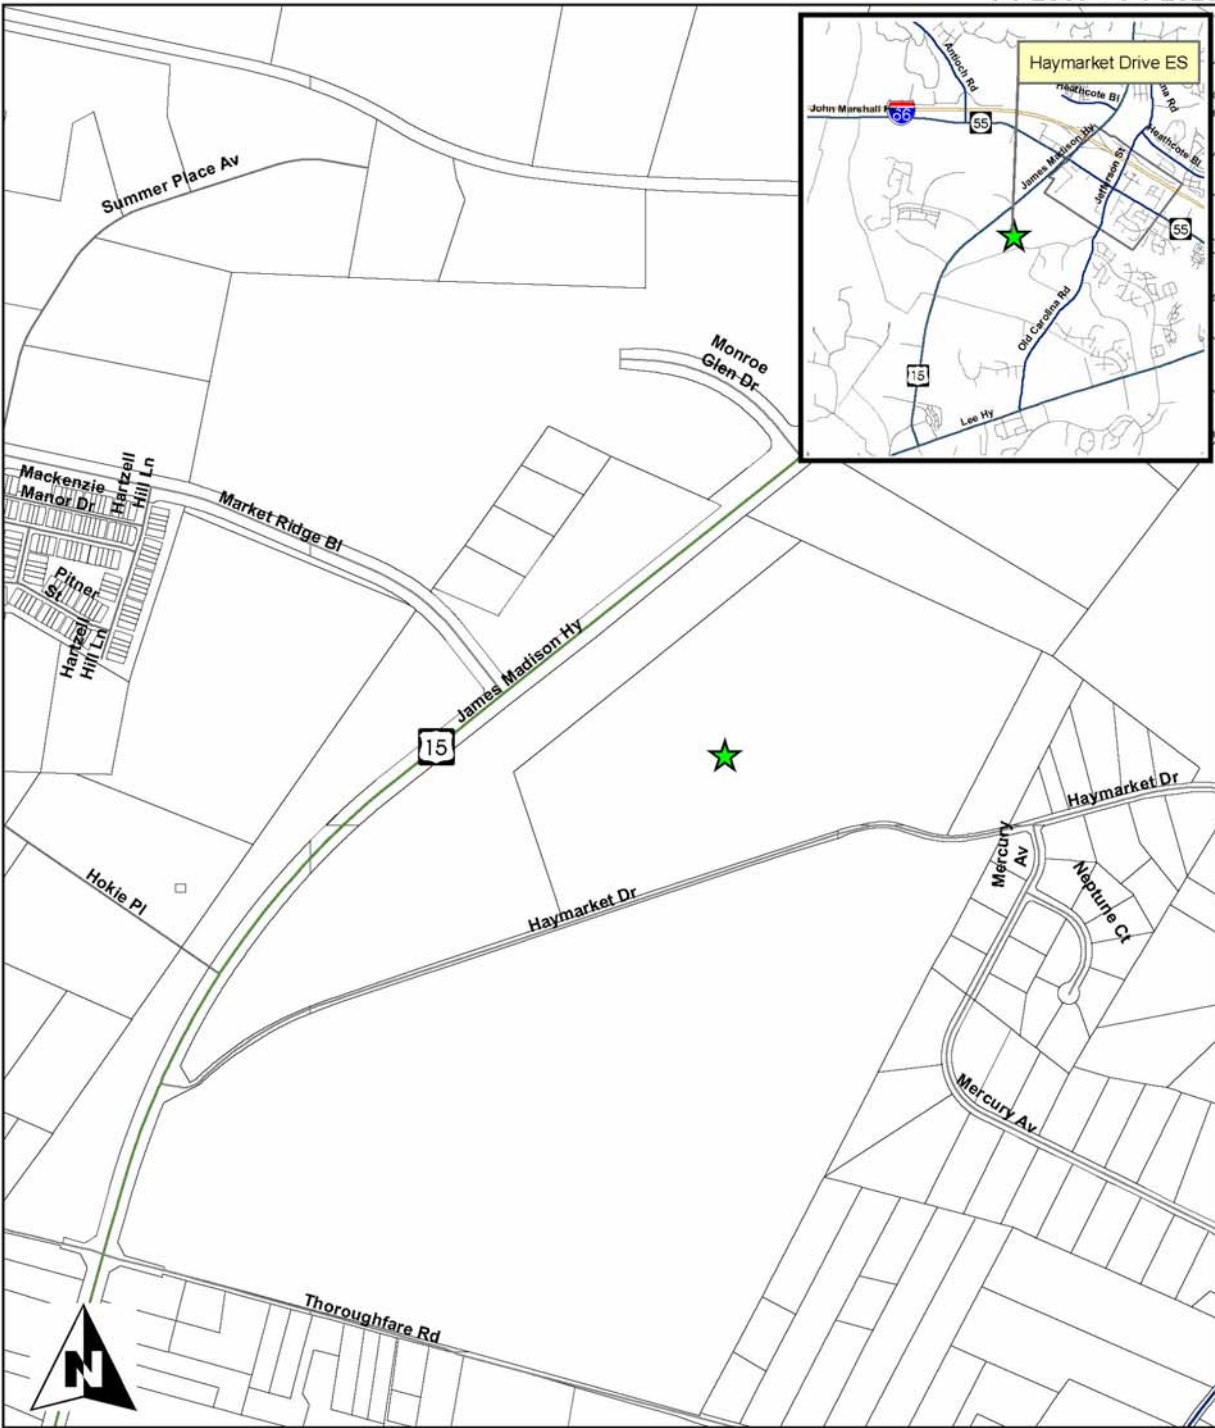 Haymarket Drive ES
Antioch Rd
Heathcote Bl
na Rd
John Marshall H
66
55
James Madison Hy
Heathcote Bl
Jefferson St
55
Old Carolina Rd
15
Lee Hy
Summer Place Av
Monroe
Glen Dr
Mackenzie
Manor Dr
Hartzell
Hill Ln
Market Ridge Bl
Pitner
St
Hartzell
Hill Ln
James Madison Hy
15
Haymarket Dr
Mercury
Av
Neptune Ct
Hokie Pl
Haymarket Dr
Mercury Av
Thoroughfare Rd
N